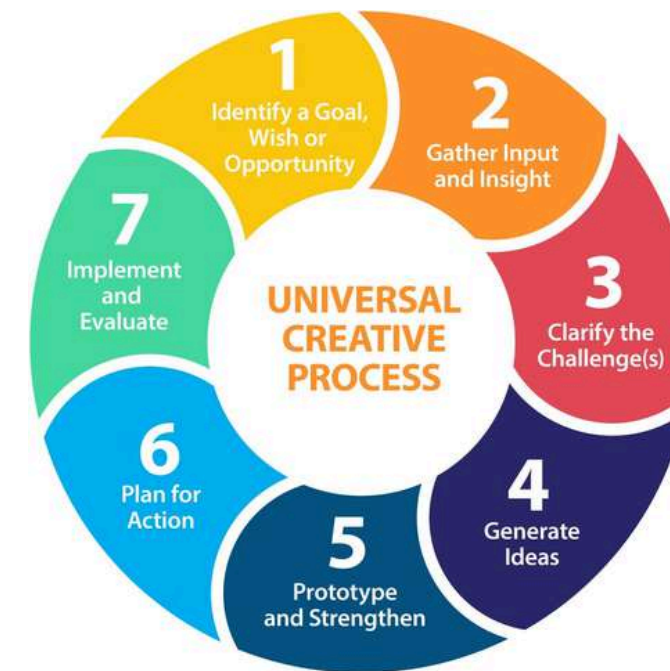 1
Identify a Goal,
Wish or
Opportunity
2
Gather Input
and Insight
3
Clarify the
Challenge(s)
4
Generate
Ideas
5
Prototype
and Strengthen
6
Plan for
Action
7
Implement
and
Evaluate
UNIVERSAL
CREATIVE
PROCESS